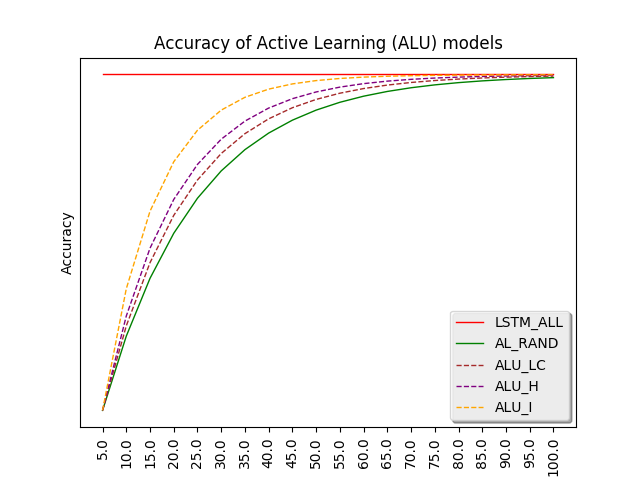 Accuracy of Active Learning (ALU) models
Accuracy
LSTM_ALL
AL_RAND
ALU_LC
ALU_H
ALU_I
5.0
10.0
15.0
20.0
25.0
30.0
35.0
40.0
45.0
50.0
55.0
60.0
65.0
70.0
75.0
80.0
85.0
90.0
95.0
100.0